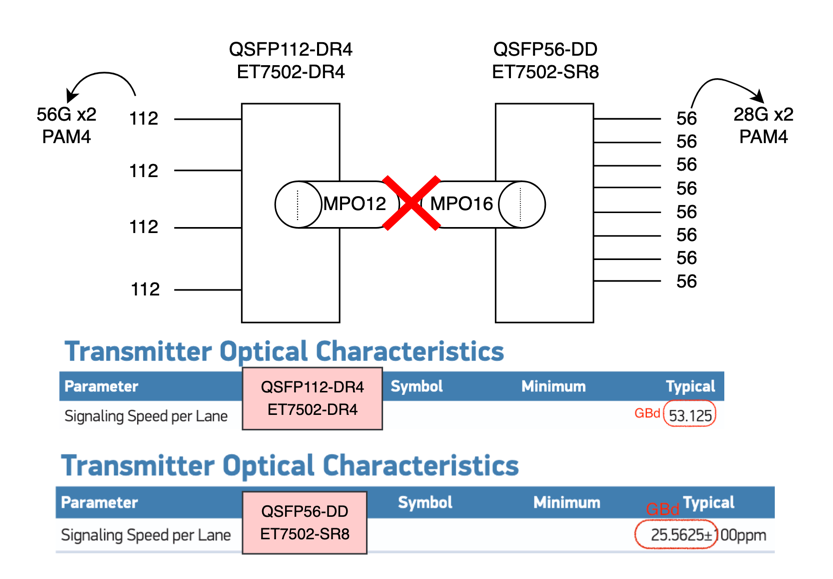 QSFP112-DR4
ET7502-DR4
QSFP56-DD
ET7502-SR8
56G x2
PAM4
112
112
112
112
MPO12
MPO16
56
56
56
56
56
56
56
56
28G x2
PAM4
Transmitter Optical Characteristics
Parameter QSFP112-DR4 ET7502-DR4 Symbol Minimum Typical
Signaling Speed per Lane GBd 53.125
Transmitter Optical Characteristics
Parameter QSFP56-DD ET7502-SR8 Symbol Minimum GBd Typical
Signaling Speed per Lane 25.5625± 100ppm